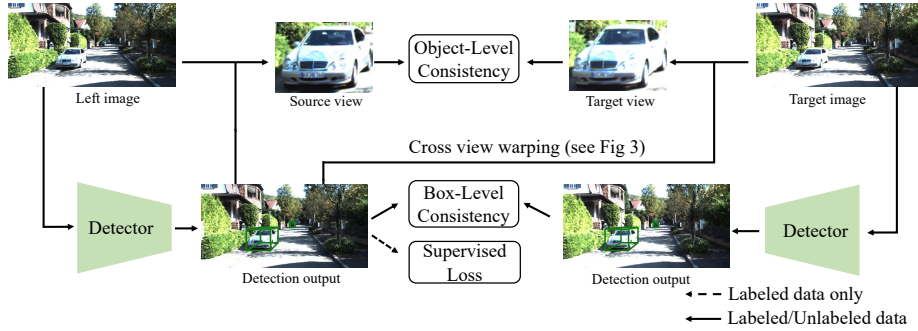 Object-Level
Consistency
Left image
Source view
Target view
Target image
Cross view warping (see Fig 3)
Detector
Box-Level
Consistency
Detector
Supervised
Loss
Detection output
Detection output
Labeled data only
Labeled/Unlabeled data